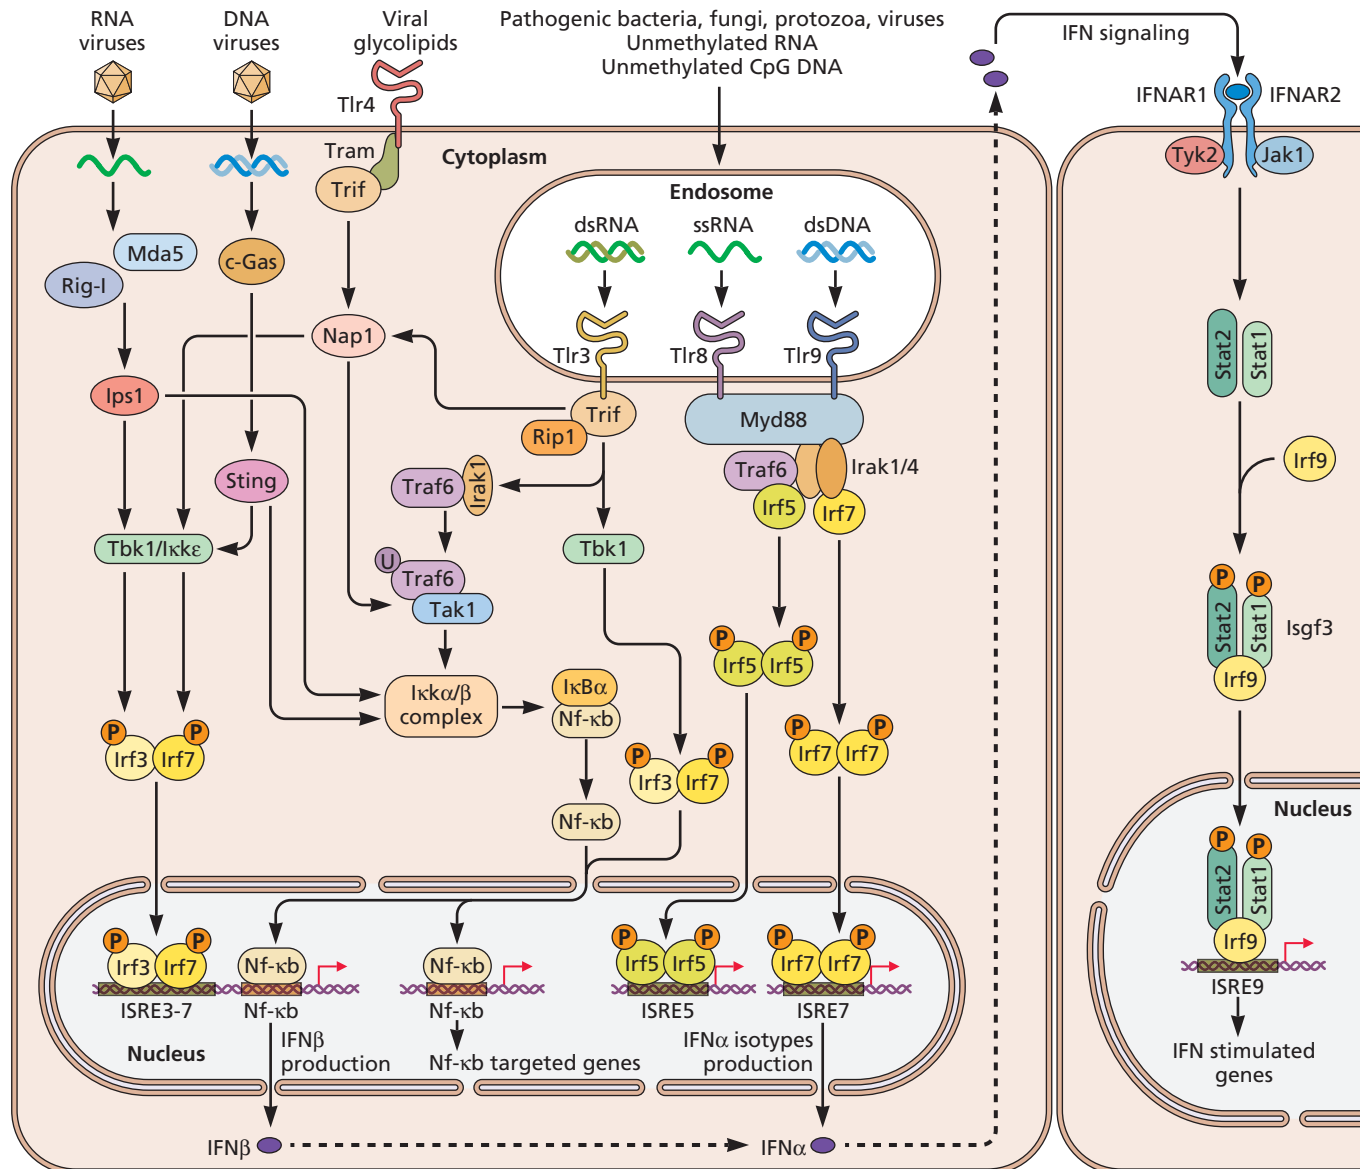 RNA
viruses
DNA
viruses
Viral
glycolipids
Pathogenic bacteria, fungi, protozoa, viruses
Unmethylated RNA
Unmethylated CpG DNA
IFN signaling
Tlr4
IFNAR1
IFNAR2
Tyk2
Jak1
Tram
Trif
Cytoplasm
Endosome
dsRNA
ssRNA
dsDNA
Mda5
Rig-I
c-Gas
Nap1
Tlr3
Tlr8
Tlr9
Stat2
Stat1
Ips1
Trif
Rip1
Myd88
Sting
Traf6
Irak1
Traf6
Irak1/4
Irf5
Irf7
Irf9
Tbk1/Iκkε
U
Traf6
Tak1
Tbk1
P
P
Stat2
Stat1
Irf9
Isgf3
P
P
Irf5
Irf5
Iκkα/β
complex
IκBα
Nf-κb
P
P
Irf3
Irf7
P
P
Irf3
Irf7
P
P
Irf7
Irf7
Nf-κb
Nucleus
P
P
Stat2
Stat1
Irf9
ISRE9
IFN stimulated
genes
P
P
Irf3
Irf7
ISRE3-7
Nf-κb
Nf-κb
Nf-κb
Nf-κb
P
P
Irf5
Irf5
ISRE5
P
P
Irf7
Irf7
ISRE7
Nucleus
IFNβ
production
Nf-κb targeted genes
IFNα isotypes
production
IFNβ
IFNα